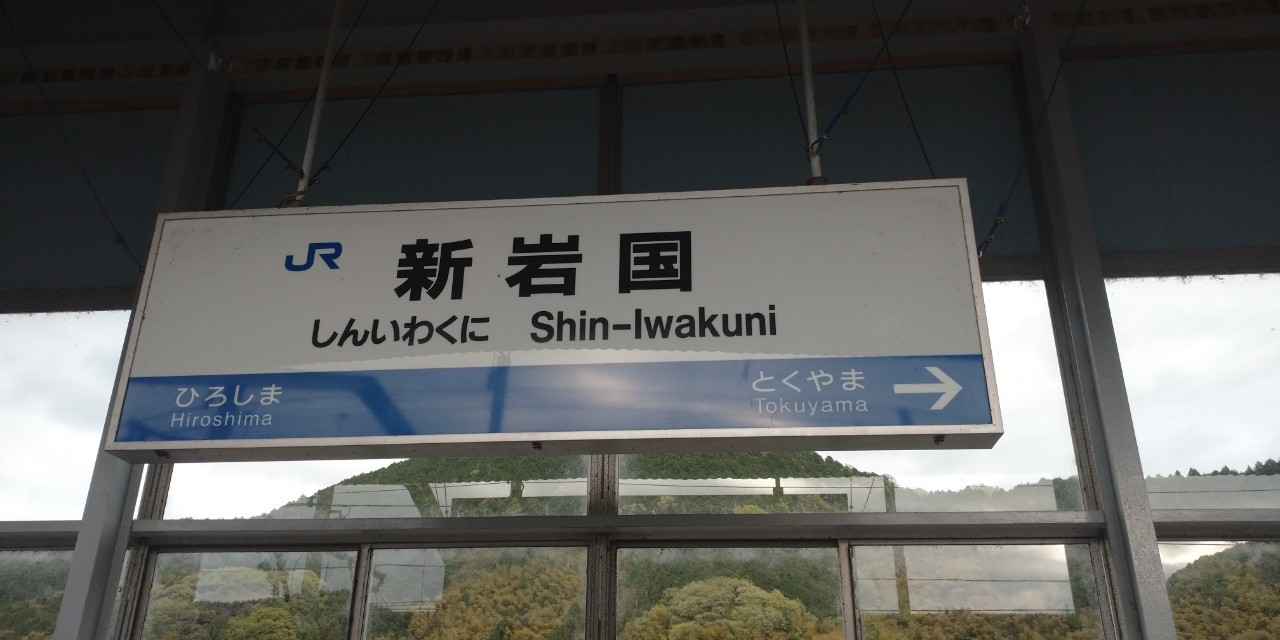 JR 新岩国
しんいわくに Shin-Iwakuni
ひろしま
Hiroshima
とくやま
Tokuyama